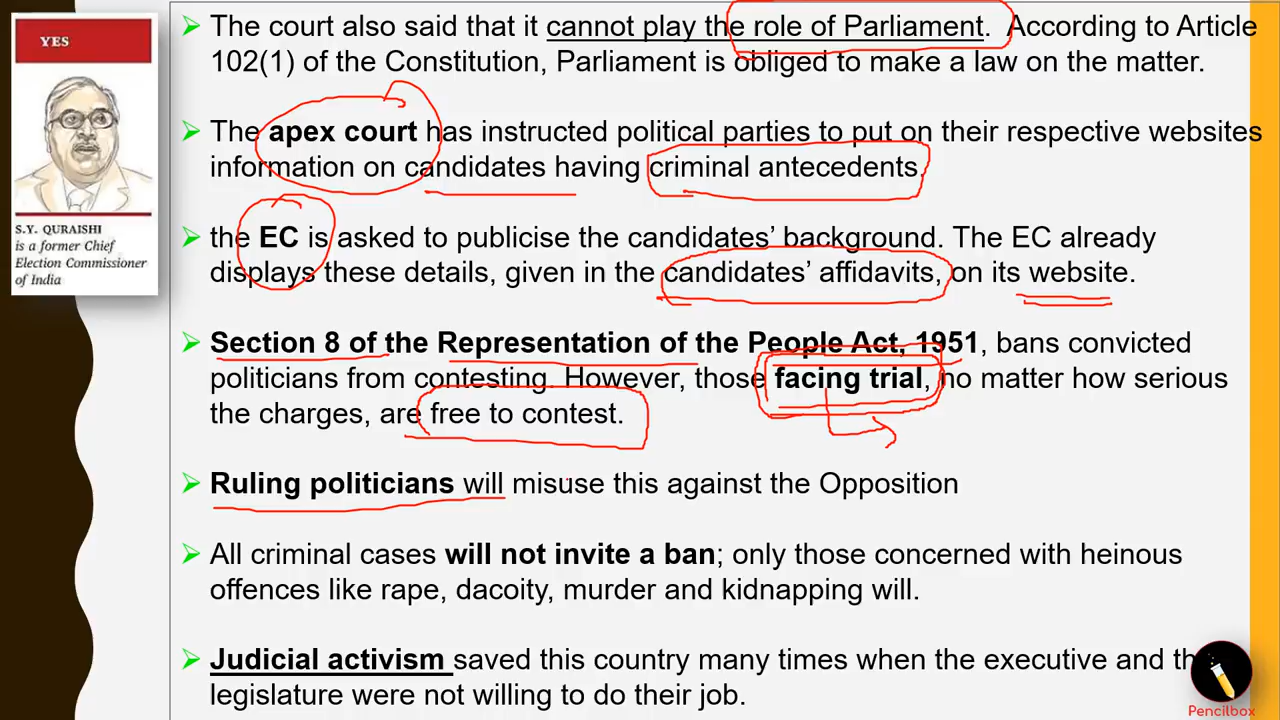 YES
S.Y. QURAISHI
is a former Chief
Election Commissioner
of India
➢ The court also said that it cannot play the role of Parliament. According to Article
102(1) of the Constitution, Parliament is obliged to make a law on the matter.
➢ The apex court has instructed political parties to put on their respective websites
information on candidates having criminal antecedents.
➢ the EC is asked to publicise the candidates’ background. The EC already
displays these details, given in the candidates’ affidavits, on its website.
➢ Section 8 of the Representation of the People Act, 1951, bans convicted
politicians from contesting. However, those facing trial, no matter how serious
the charges, are free to contest.
➢ Ruling politicians will misuse this against the Opposition
➢ All criminal cases will not invite a ban; only those concerned with heinous
offences like rape, dacoity, murder and kidnapping will.
➢ Judicial activism saved this country many times when the executive and th
legislature were not willing to do their job.
Pencilbox